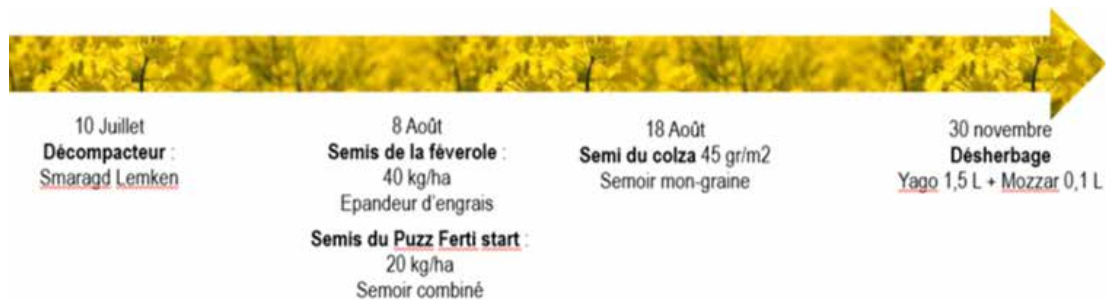 10 Juillet
Décompacteur :
Smaragd Lemken
8 Août
Semis de la féverole :
40 kg/ha
Epandeur d'engrais
Semis du Puzz Ferti start :
20 kg/ha
Semoir combiné
18 Août
Semi du colza 45 gr/m2
Semoir mon-graine
30 novembre
Désherbage
Yago 1,5 L + Mozzar 0,1 L